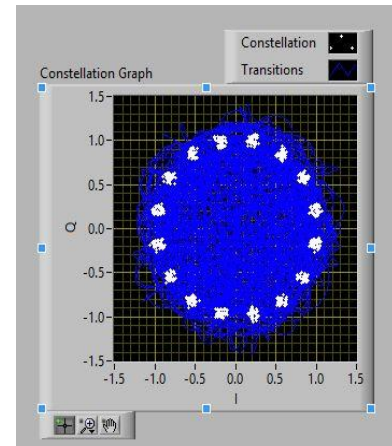 Constellation
Transitions
Constellation Graph
1.5-
1.0-
0.5-
0.0-
-0.5-
-1.0-
-1.5-
Q
-1.5 -1.0 -0.5 0.0 0.5 1.0 1.5
I